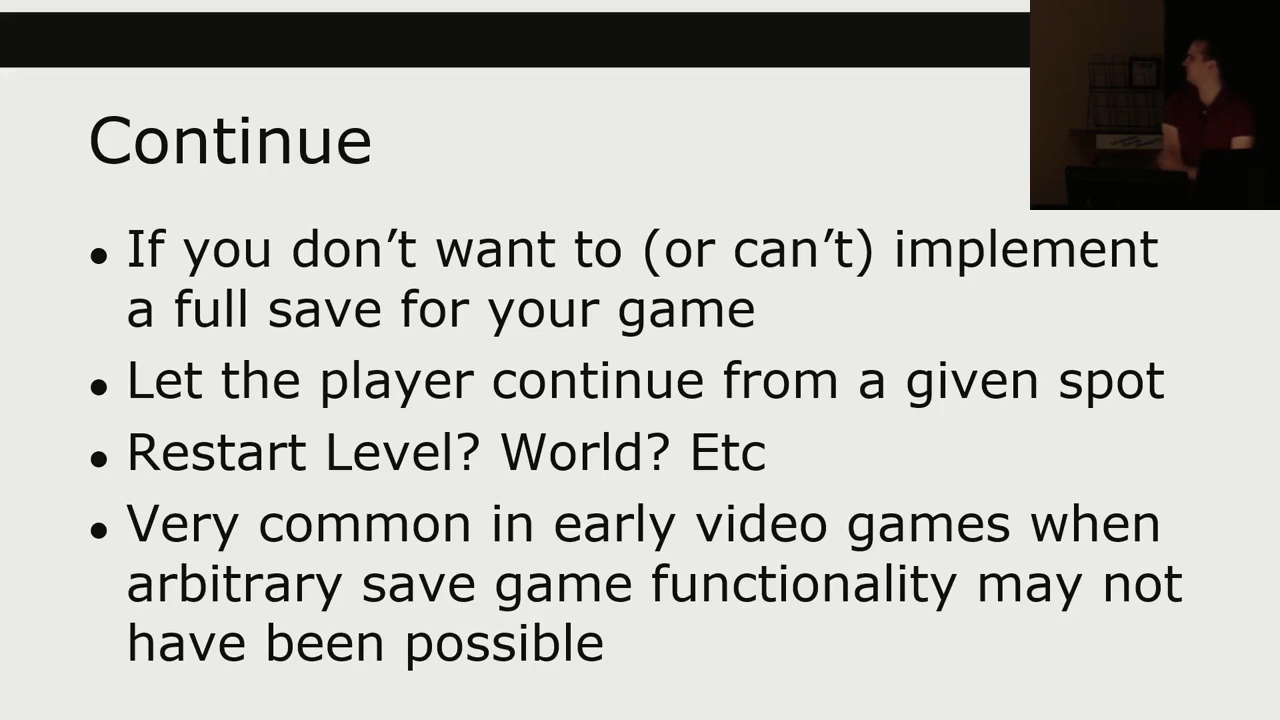 Continue
● If you don’t want to (or can’t) implement
a full save for your game
● Let the player continue from a given spot
● Restart Level? World? Etc
● Very common in early video games when
arbitrary save game functionality may not
have been possible